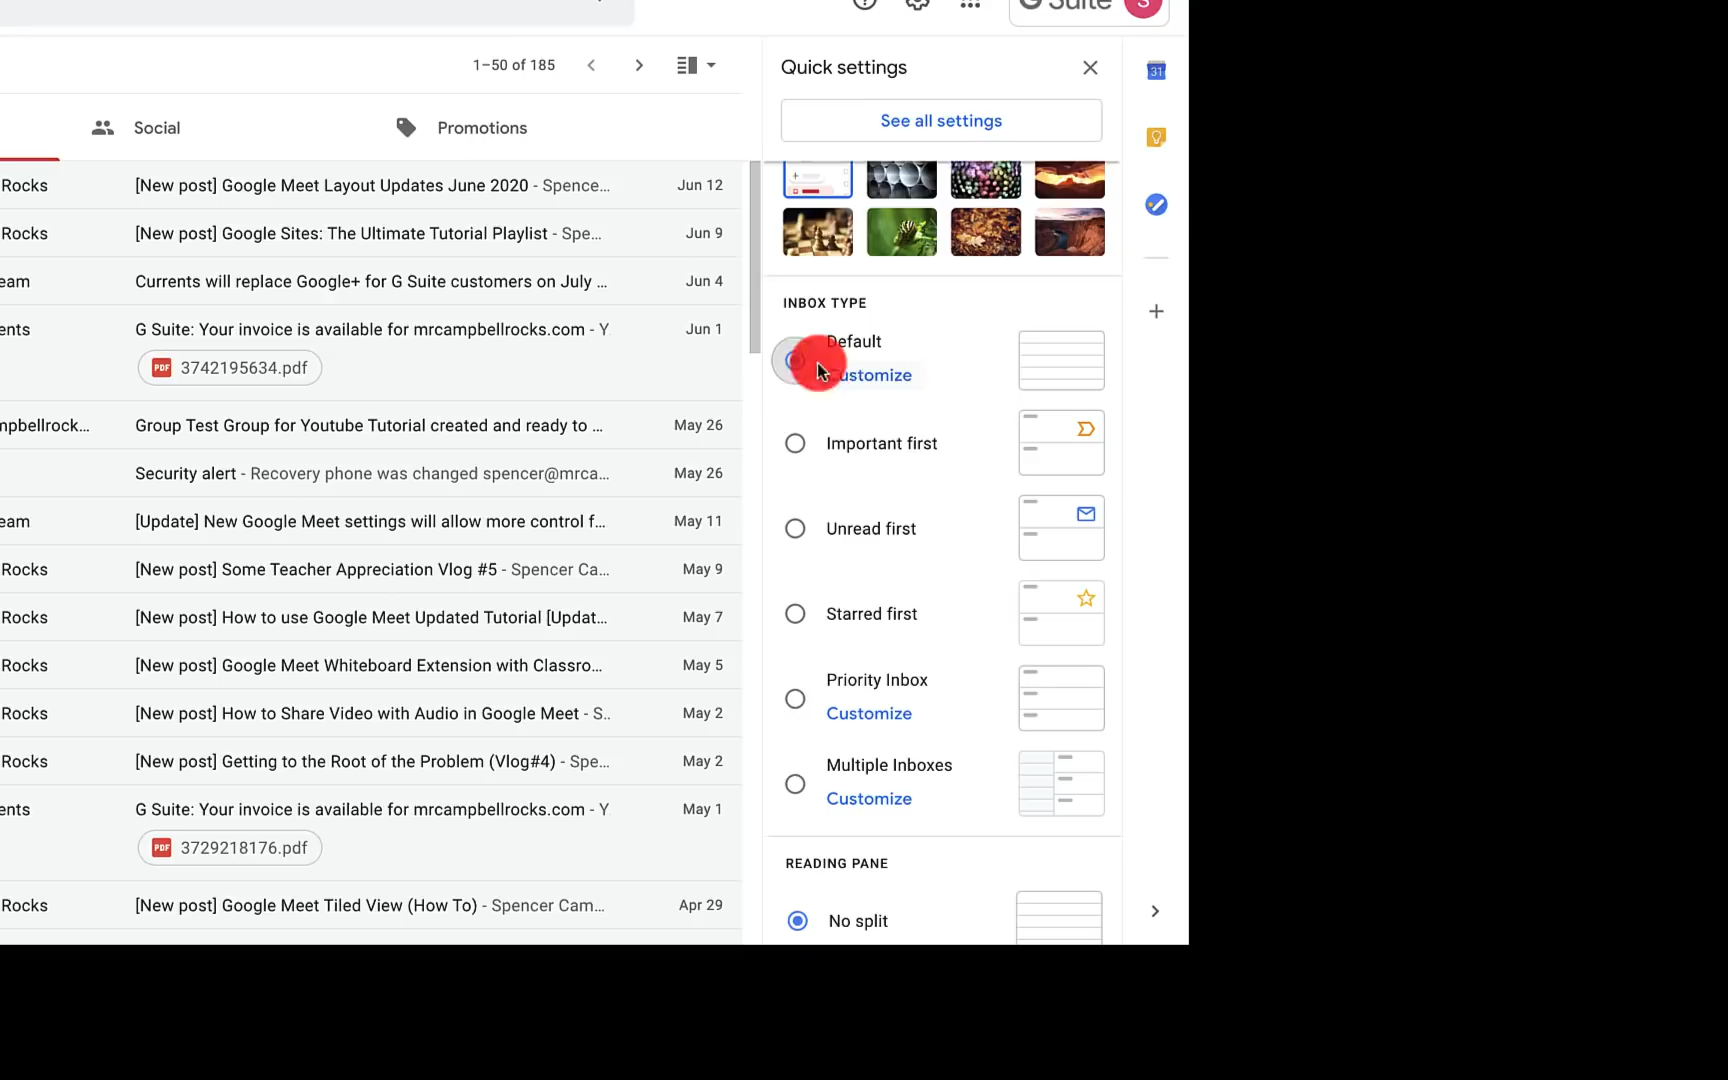 G Suite S
1–50 of 185
Quick settings
See all settings
31
Social
Promotions
Rocks [New post] Google Meet Layout Updates June 2020 - Spence... Jun 12
Rocks [New post] Google Sites: The Ultimate Tutorial Playlist - Spe... Jun 9
eam Currents will replace Google+ for G Suite customers on July ... Jun 4
ents G Suite: Your invoice is available for mrcampbellrocks.com - Y Jun 1
PDF 3742195634.pdf
mpbellrock... Group Test Group for Youtube Tutorial created and ready to ... May 26
Security alert - Recovery phone was changed spencer@mrca... May 26
eam [Update] New Google Meet settings will allow more control f... May 11
Rocks [New post] Some Teacher Appreciation Vlog #5 - Spencer Ca... May 9
Rocks [New post] How to use Google Meet Updated Tutorial [Updat... May 7
Rocks [New post] Google Meet Whiteboard Extension with Classro... May 5
Rocks [New post] How to Share Video with Audio in Google Meet - S.. May 2
Rocks [New post] Getting to the Root of the Problem (Vlog#4) - Spe... May 2
ents G Suite: Your invoice is available for mrcampbellrocks.com - Y May 1
PDF 3729218176.pdf
Rocks [New post] Google Meet Tiled View (How To) - Spencer Cam... Apr 29
INBOX TYPE
Default
ustomize
Important first
Unread first
Starred first
Priority Inbox
Customize
Multiple Inboxes
Customize
READING PANE
No split